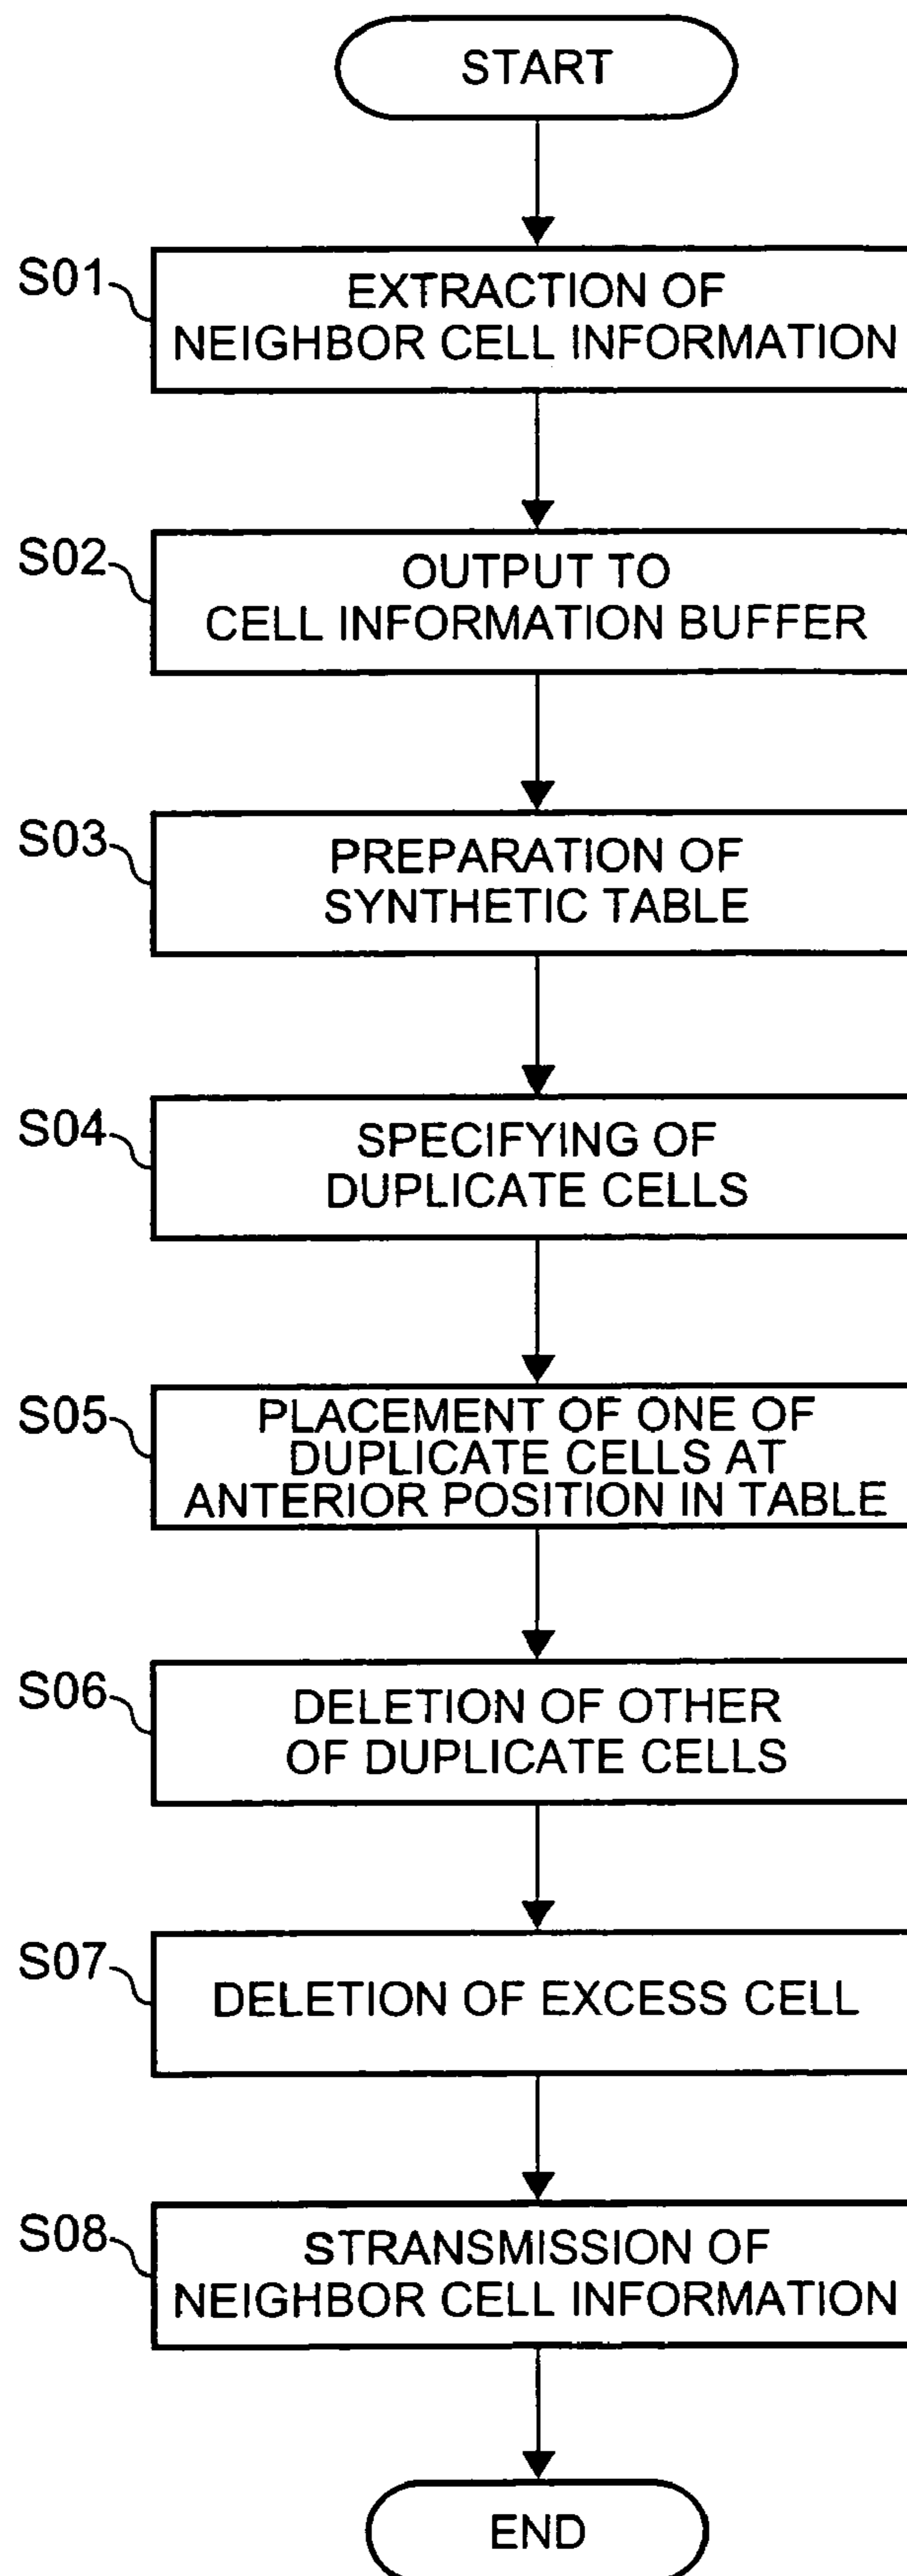 START
S01
EXTRACTION OF
NEIGHBOR CELL INFORMATION
S02
OUTPUT TO
CELL INFORMATION BUFFER
S03
PREPARATION OF
SYNTHETIC TABLE
S04
SPECIFYING OF
DUPLICATE CELLS
S05
PLACEMENT OF ONE OF
DUPLICATE CELLS AT
ANTERIOR POSITION IN TABLE
S06
DELETION OF OTHER
OF DUPLICATE CELLS
S07
DELETION OF EXCESS CELL
S08
STRANSMISSION OF
NEIGHBOR CELL INFORMATION
END